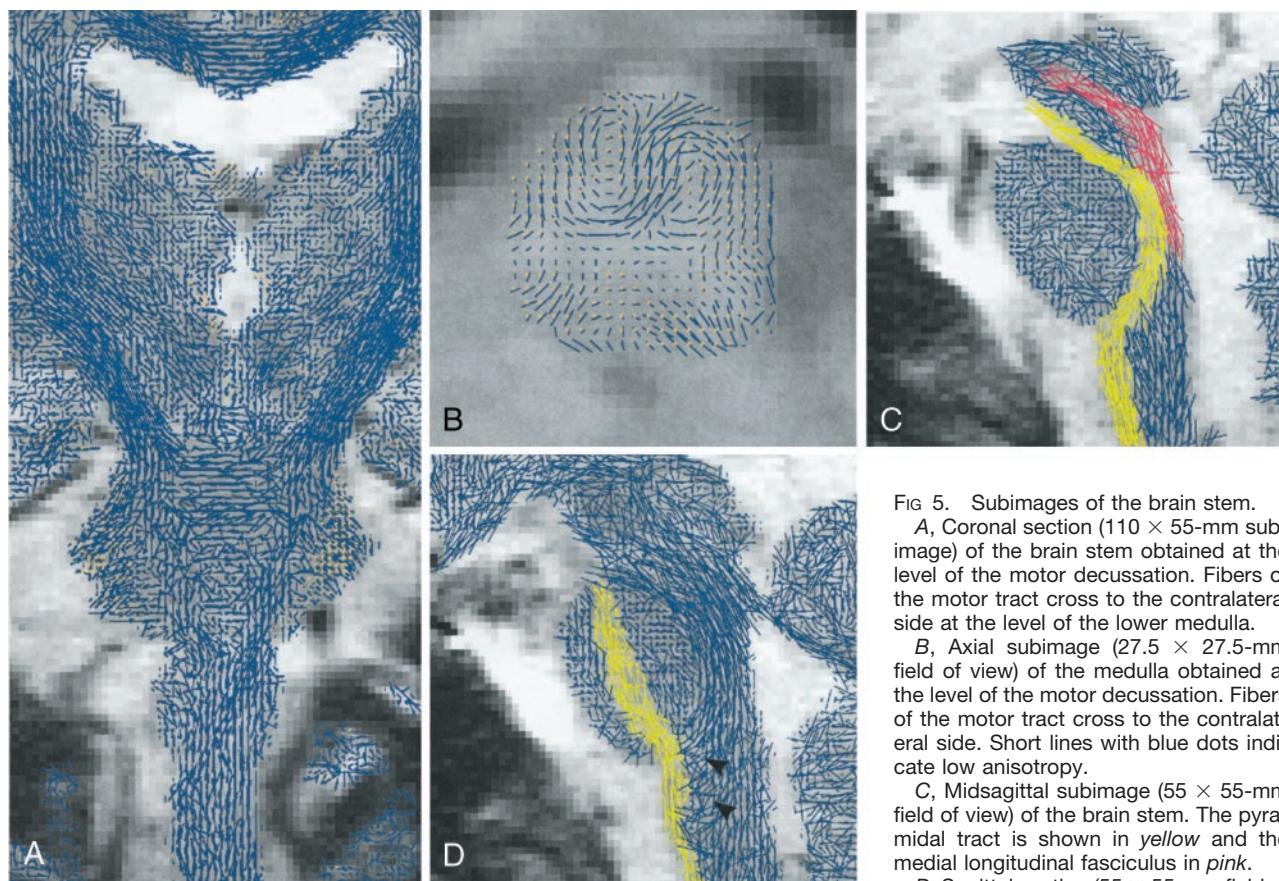 A
B
C
D
FIG 5. Subimages of the brain stem.
A, Coronal section (110 × 55-mm sub
image) of the brain stem obtained at the
level of the motor decussation. Fibers o
the motor tract cross to the contralatera
side at the level of the lower medulla.
B, Axial subimage (27.5 × 27.5-mm
field of view) of the medulla obtained a
the level of the motor decussation. Fiber
of the motor tract cross to the contralat
eral side. Short lines with blue dots indi
cate low anisotropy.
C, Midsagittal subimage (55 × 55-mm
field of view) of the brain stem. The pyra
midal tract is shown in yellow and the
medial longitudinal fasciculus in pink.